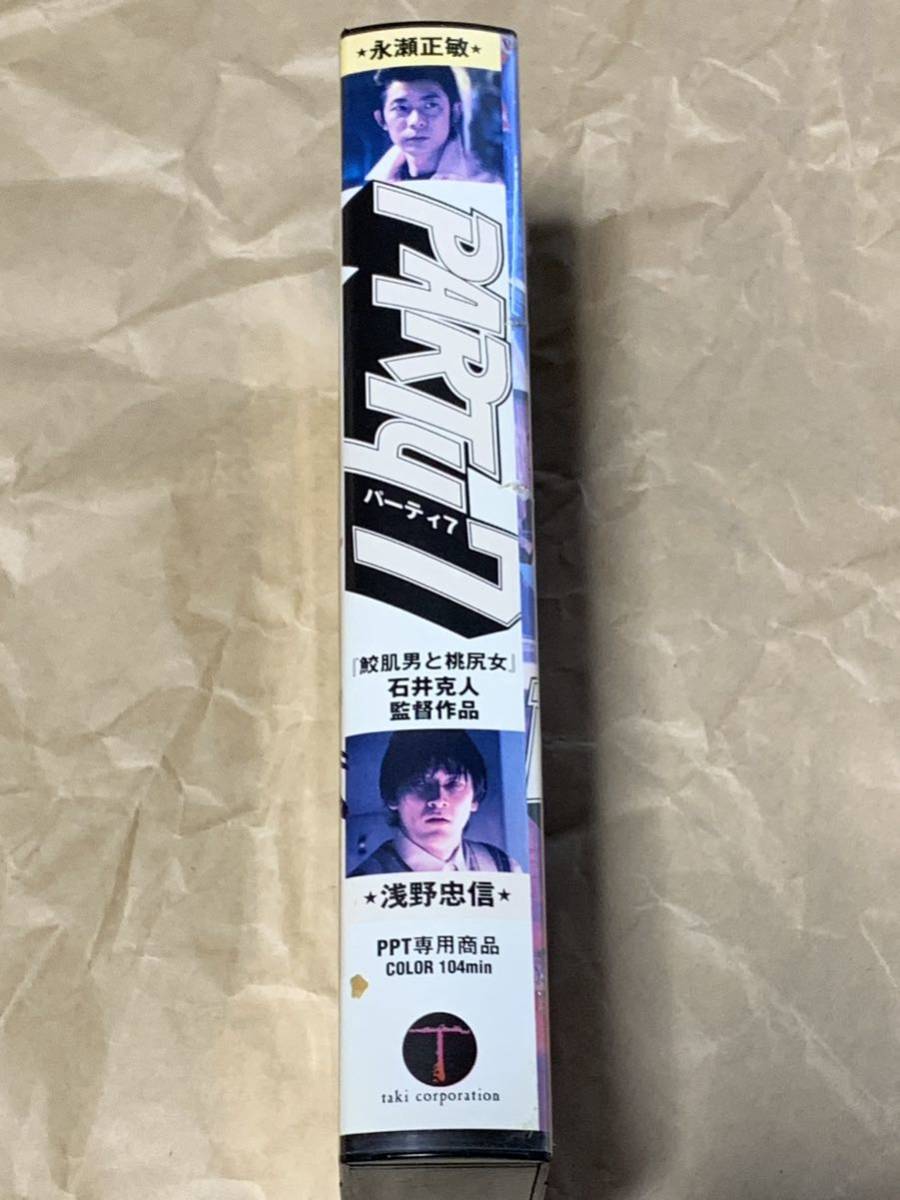 ★永瀬正敏★
PARTy7
パーティ7
『鮫肌男と桃尻女』
石井克人
監督作品
★浅野忠信★
PPT専用商品
COLOR 104min
taki corporation